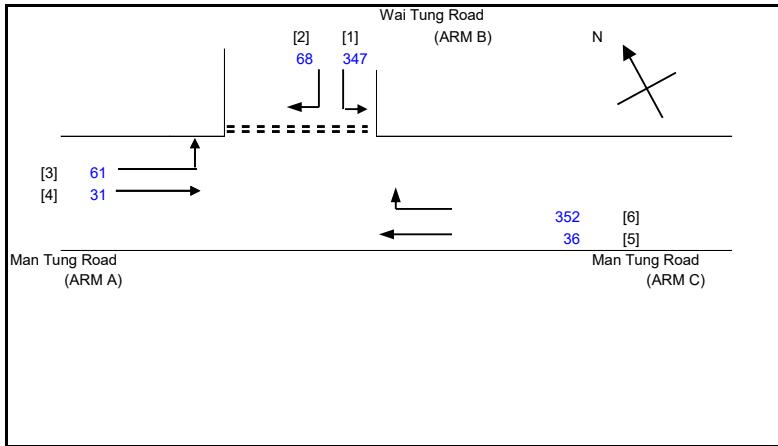 Wai Tung Road
[2] [1] (ARM B) N
68 347
[3] 61
[4] 31
352 [6]
36 [5]
Man Tung Road Man Tung Road
(ARM A) (ARM C)